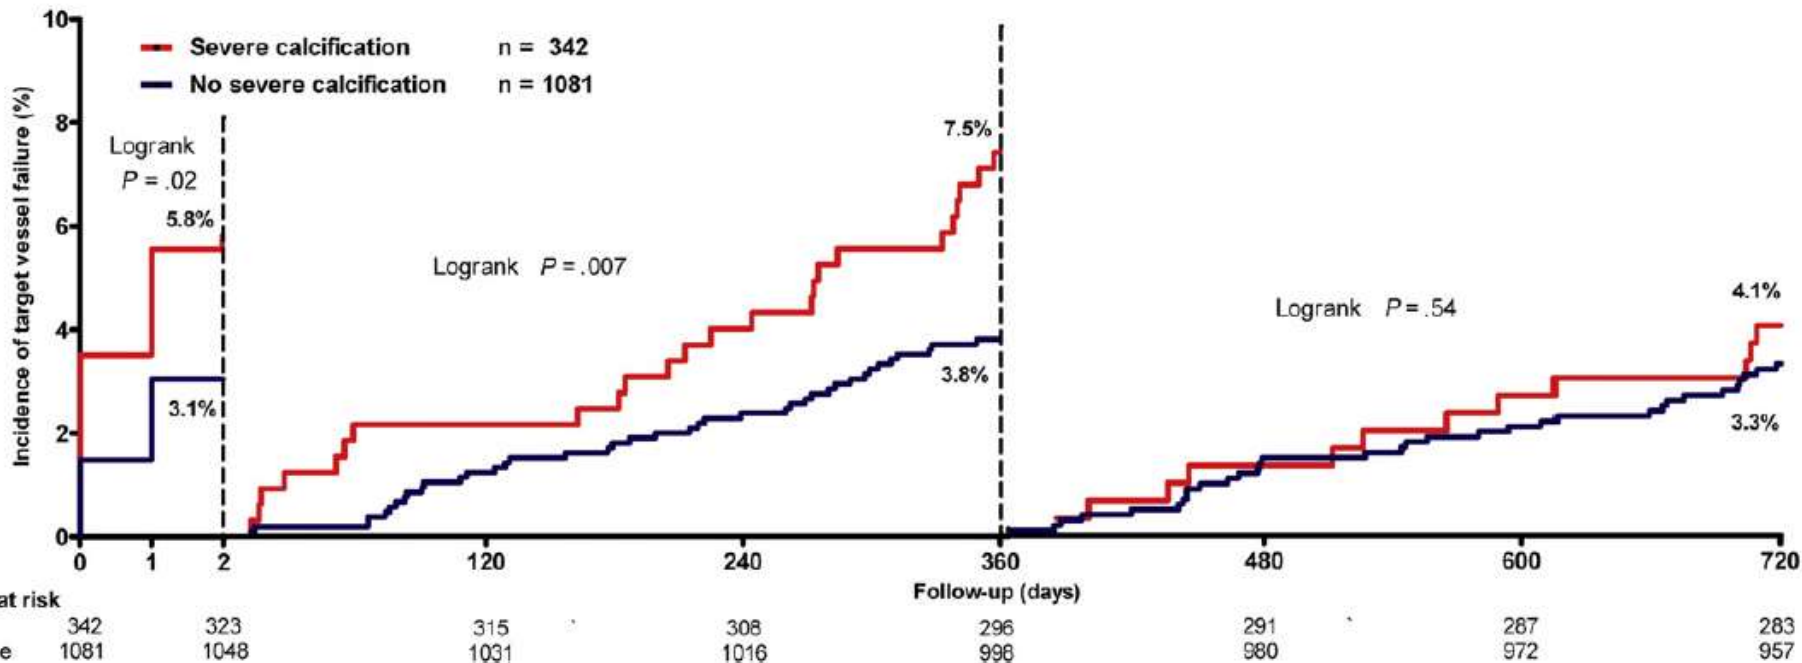 10
Severe calcification n = 342
No severe calcification n = 1081
8
Logrank
P = .02
7.5%
6
5.8%
Logrank P = .007
Logrank P = .54
4.1%
4
3.8%
3.1%
3.3%
2
0
Incidence of target vessel failure (%)
0 1 2 120 240 360 480 600 720
Follow-up (days)
at risk
342 323 315 308 296 291 287 283
e 1081 1048 1031 1016 996 980 972 957